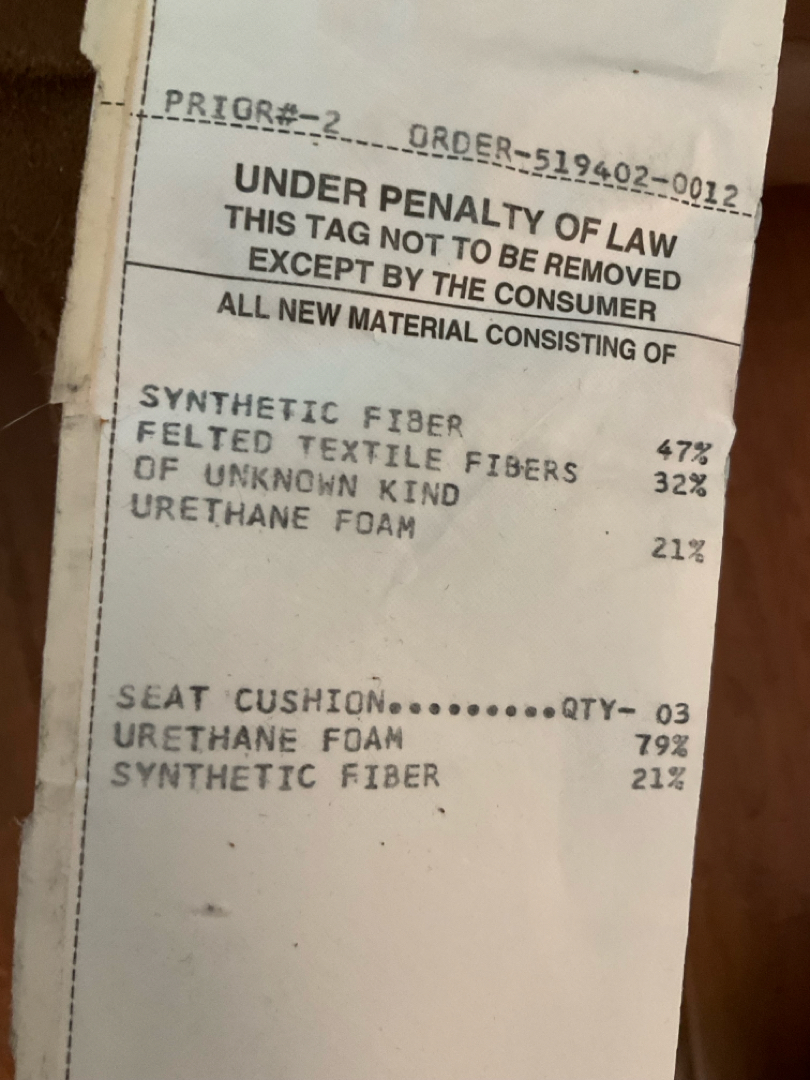 PRIOR#-2 ORDER-519402-0012
UNDER PENALTY OF LAW
THIS TAG NOT TO BE REMOVED
EXCEPT BY THE CONSUMER
ALL NEW MATERIAL CONSISTING OF
SYNTHETIC FIBER 47%
FELTED TEXTILE FIBERS 32%
OF UNKNOWN KIND
URETHANE FOAM 21%
SEAT CUSHION..........QTY- 03
URETHANE FOAM 79%
SYNTHETIC FIBER 21%